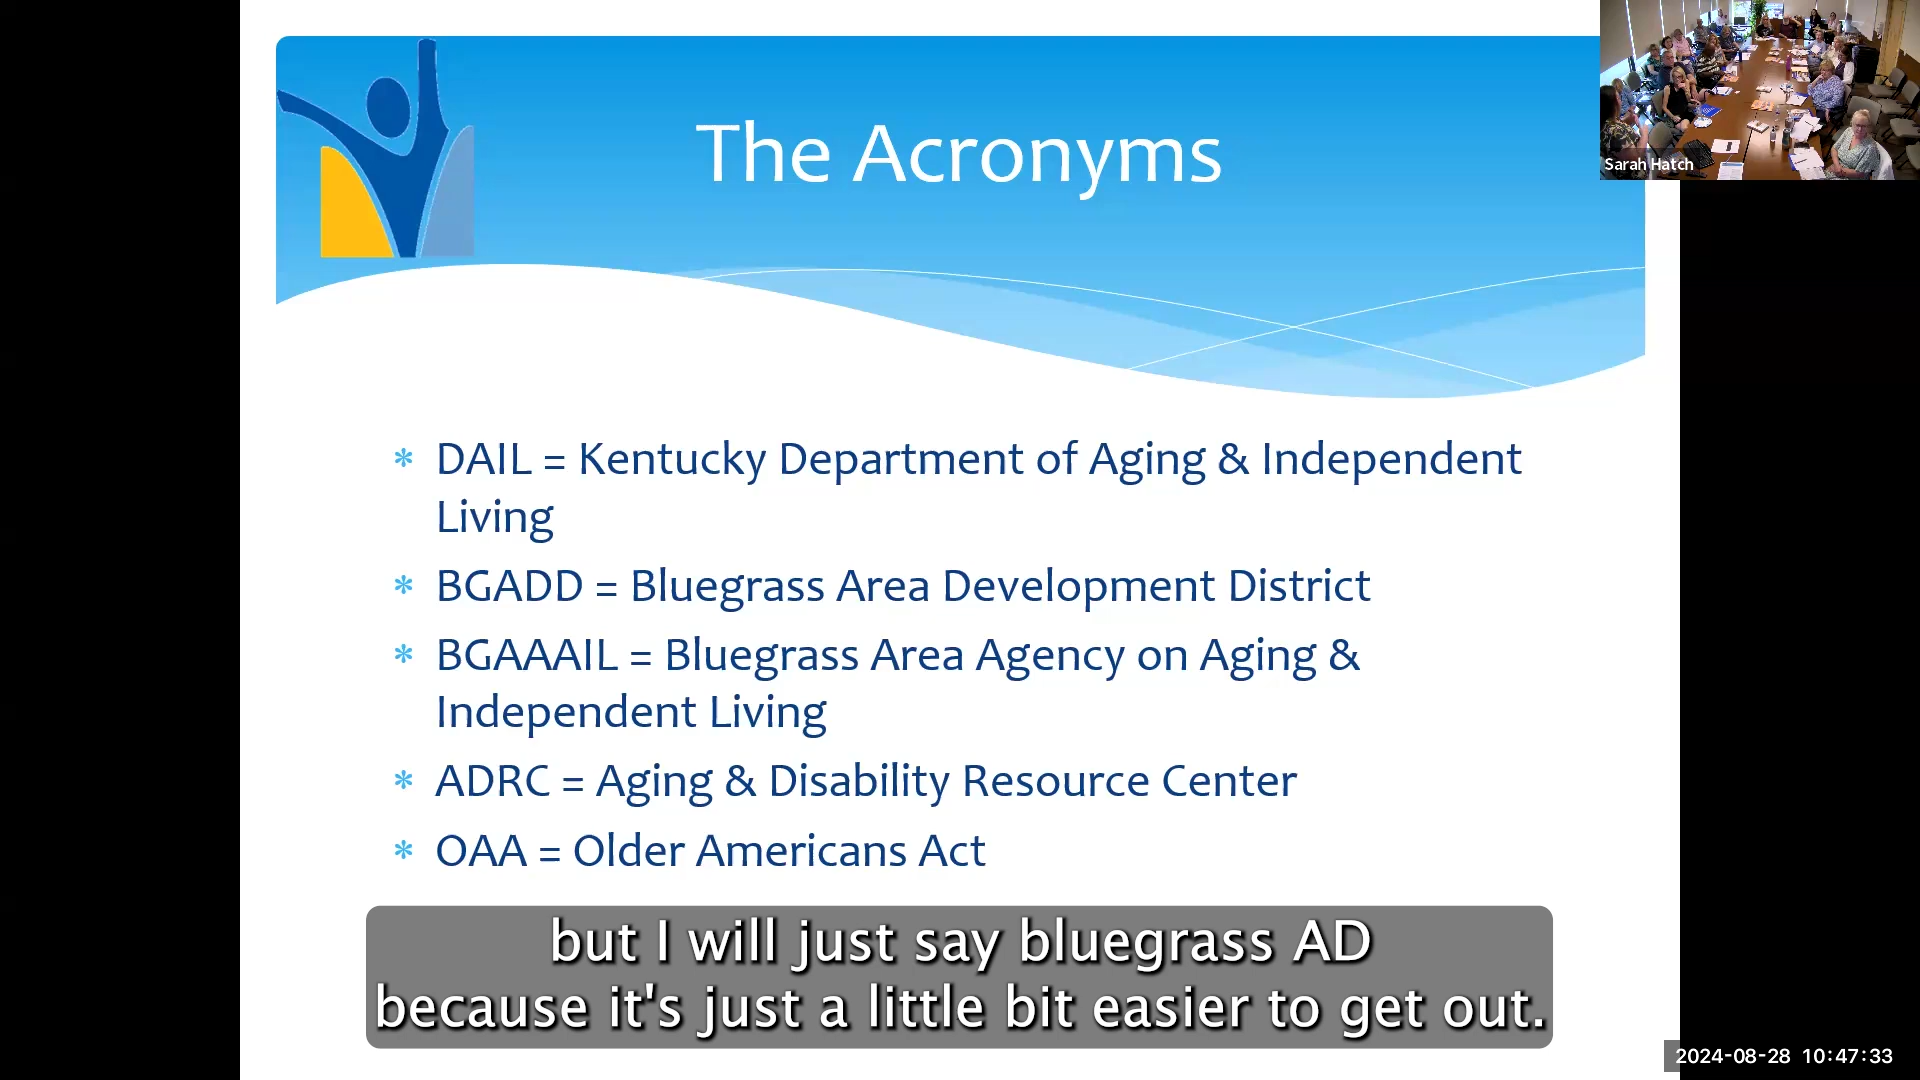 The Acronyms
Sarah Hatch
* DAIL = Kentucky Department of Aging & Independent
Living
* BGADD = Bluegrass Area Development District
* BGAAAIL = Bluegrass Area Agency on Aging &
Independent Living
* ADRC = Aging & Disability Resource Center
* OAA = Older Americans Act
but I will just say bluegrass AD
because it's just a little bit easier to get out.
2024-08-28 10:47:33